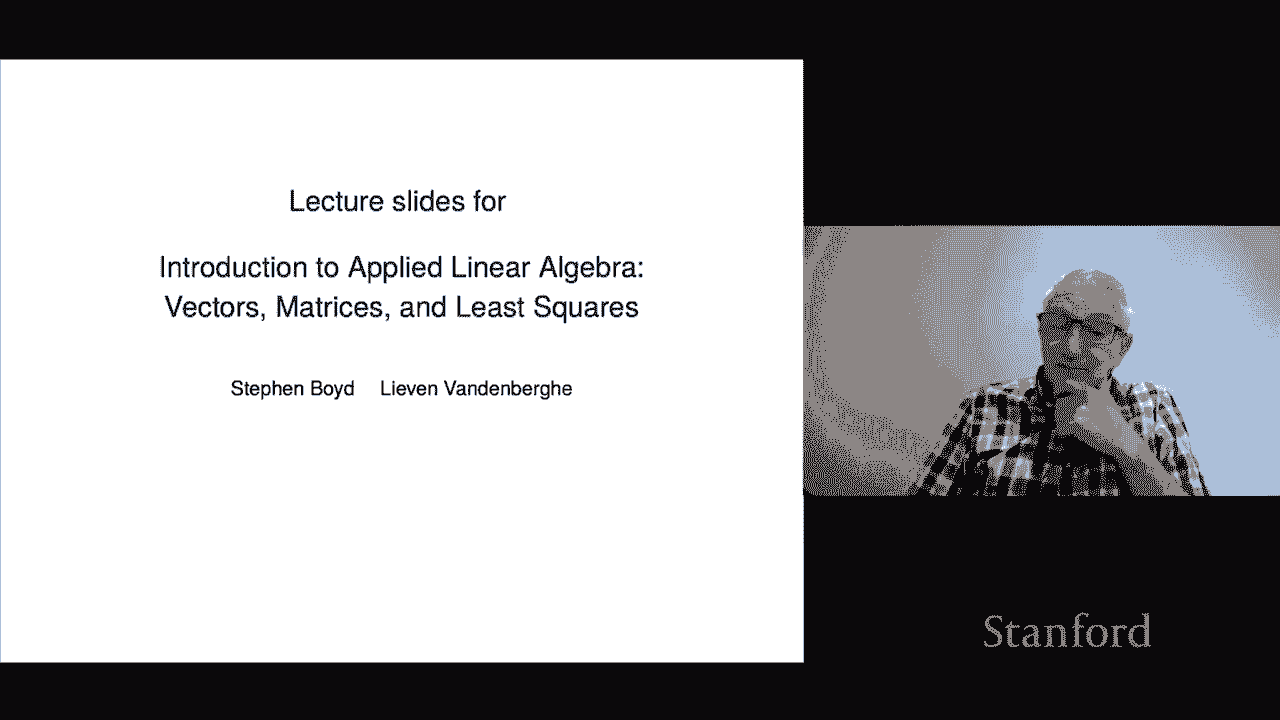 Lecture slides for
Introduction to Applied Linear Algebra:
Vectors, Matrices, and Least Squares
Stephen Boyd Lieven Vandenberghe
Stanford